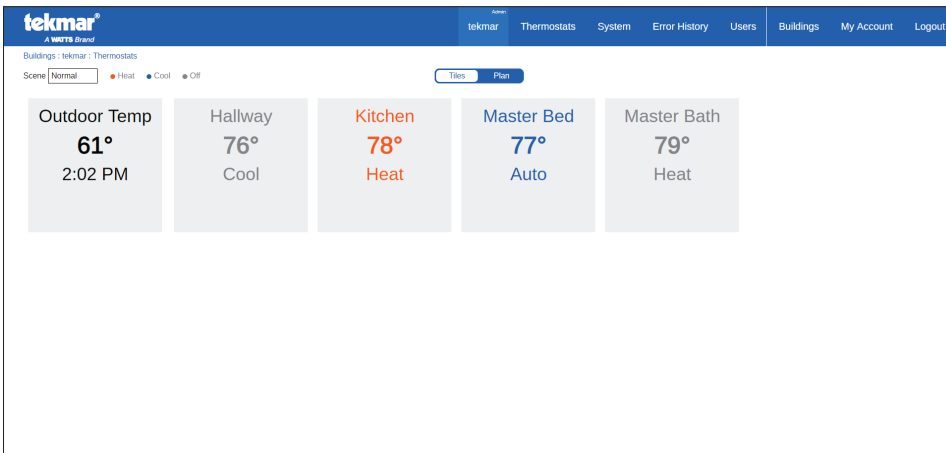 tekmar®
A WATTS Brand
Admin
tekmar Thermostats System Error History Users Buildings My Account Logout
Buildings : tekmar : Thermostats
Scene Normal Heat Cool Off Tiles Plan
Outdoor Temp Hallway Kitchen Master Bed Master Bath
61° 76° 78° 77° 79°
2:02 PM Cool Heat Auto Heat